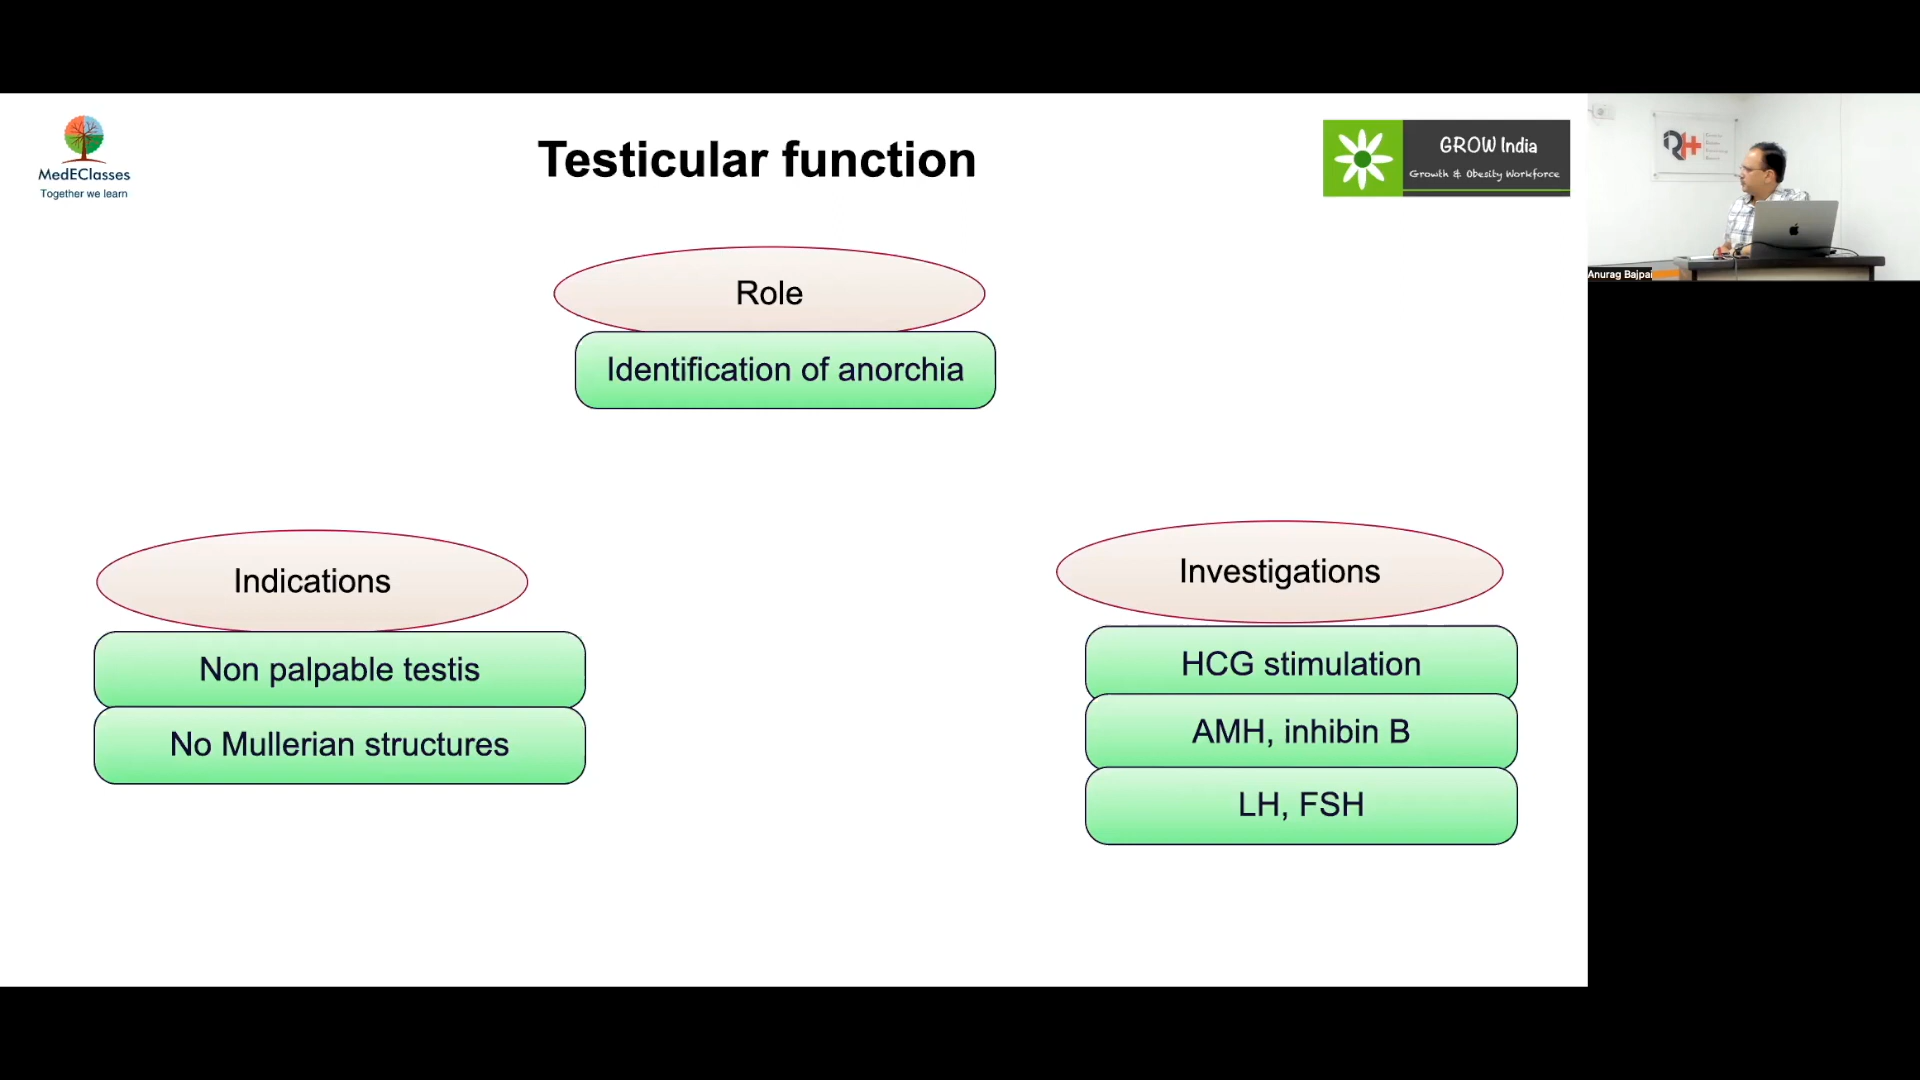 MedEClasses
Together we learn
Testicular function
GROW India
Growth & Obesity Workforce
Role
Identification of anorchia
Indications
Non palpable testis
No Mullerian structures
Investigations
HCG stimulation
AMH, inhibin B
LH, FSH
RH
Anurag Bajpai